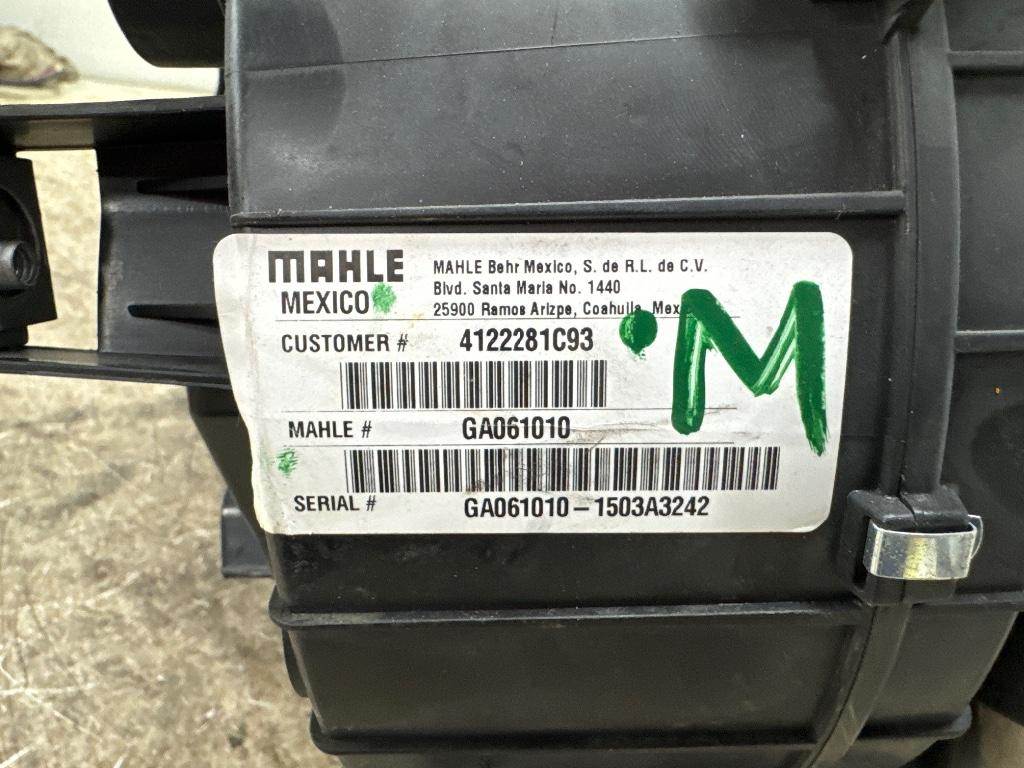 MAHLE
MEXICO
MAHLE Behr Mexico, S. de R.L. de C.V.
Blvd. Santa Maria No. 1440
25900 Ramos Arizpe, Coahuila, Mex
CUSTOMER # 4122281C93
M
MAHLE # GA061010
SERIAL # GA061010-1503A3242